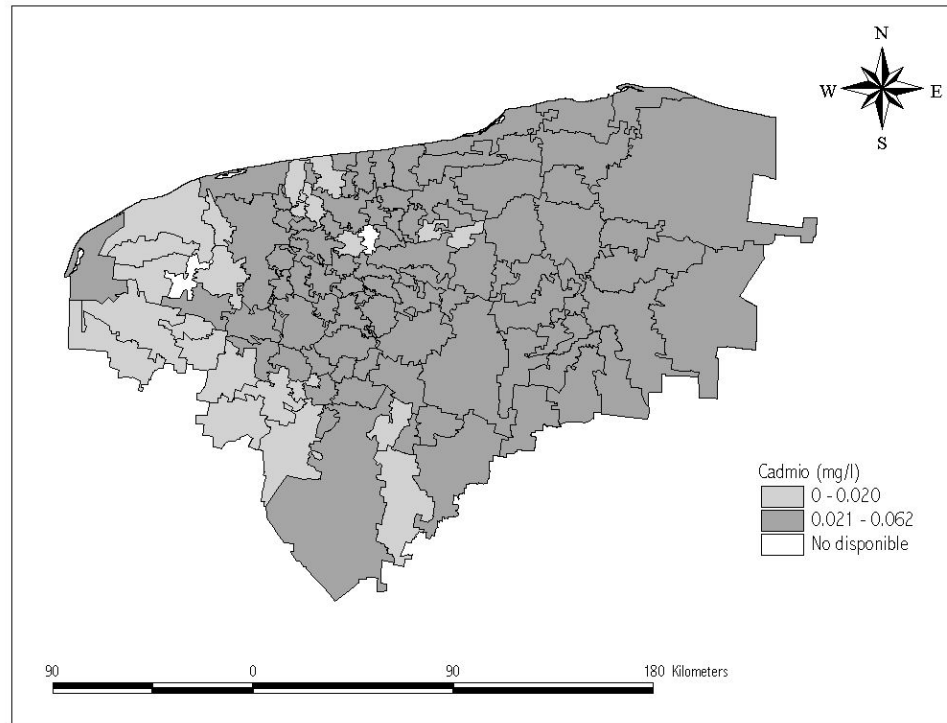 N
W E
S
Cadmio (mg/l)
0 - 0.020
0.021 - 0.062
No disponible
90 0 90 180 Kilometers